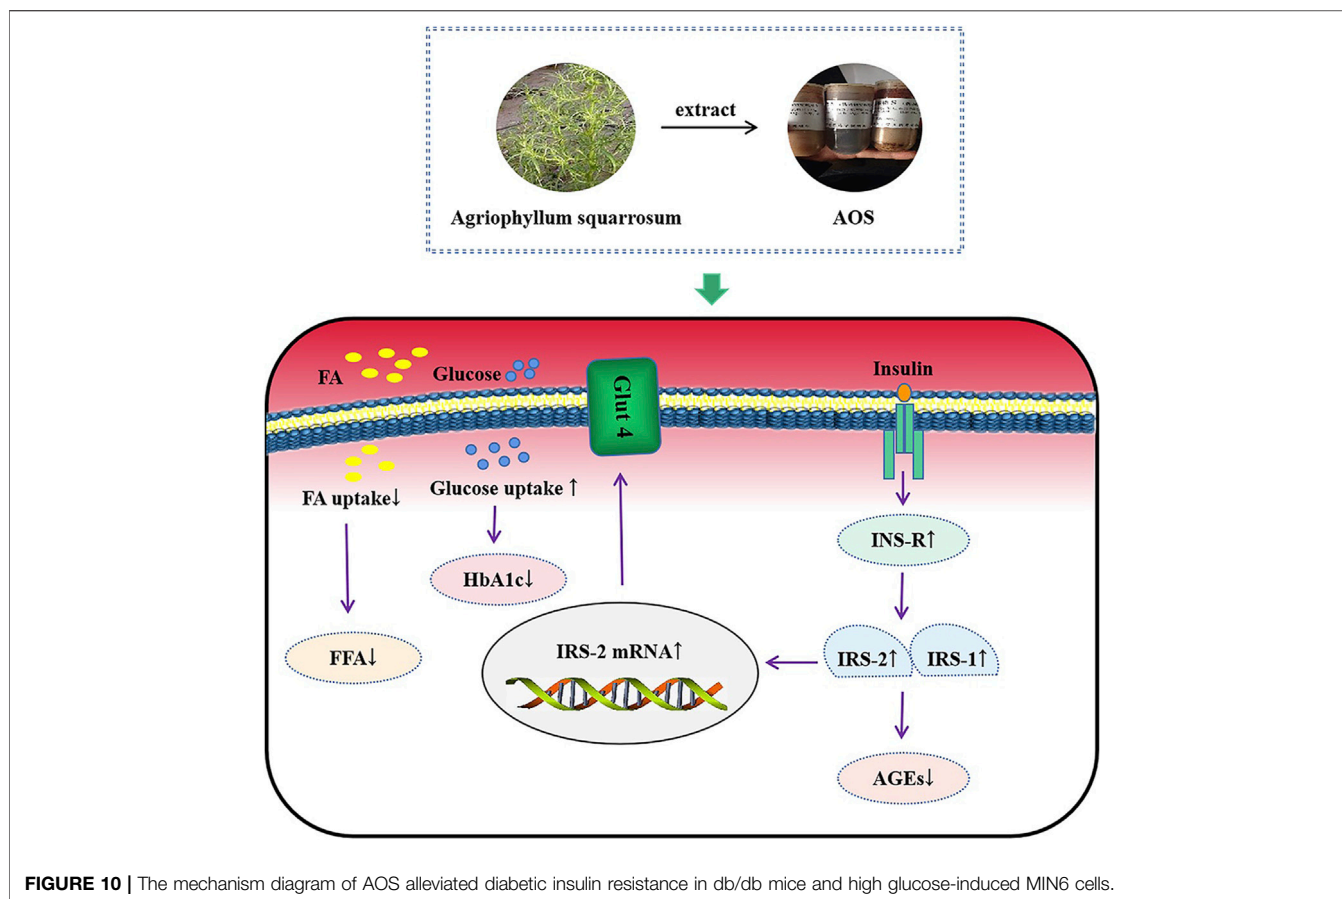 extract
Agriophyllum squarrosum
AOS
FA
Glucose
Glut 4
Insulin
FA uptake↓
Glucose uptake ↑
INS-R↑
HbA1c↓
FFA↓
IRS-2 mRNA↑
IRS-2↑
IRS-1↑
AGEs↓
FIGURE 10 | The mechanism diagram of AOS alleviated diabetic insulin resistance in db/db mice and high glucose-induced MIN6 cells.